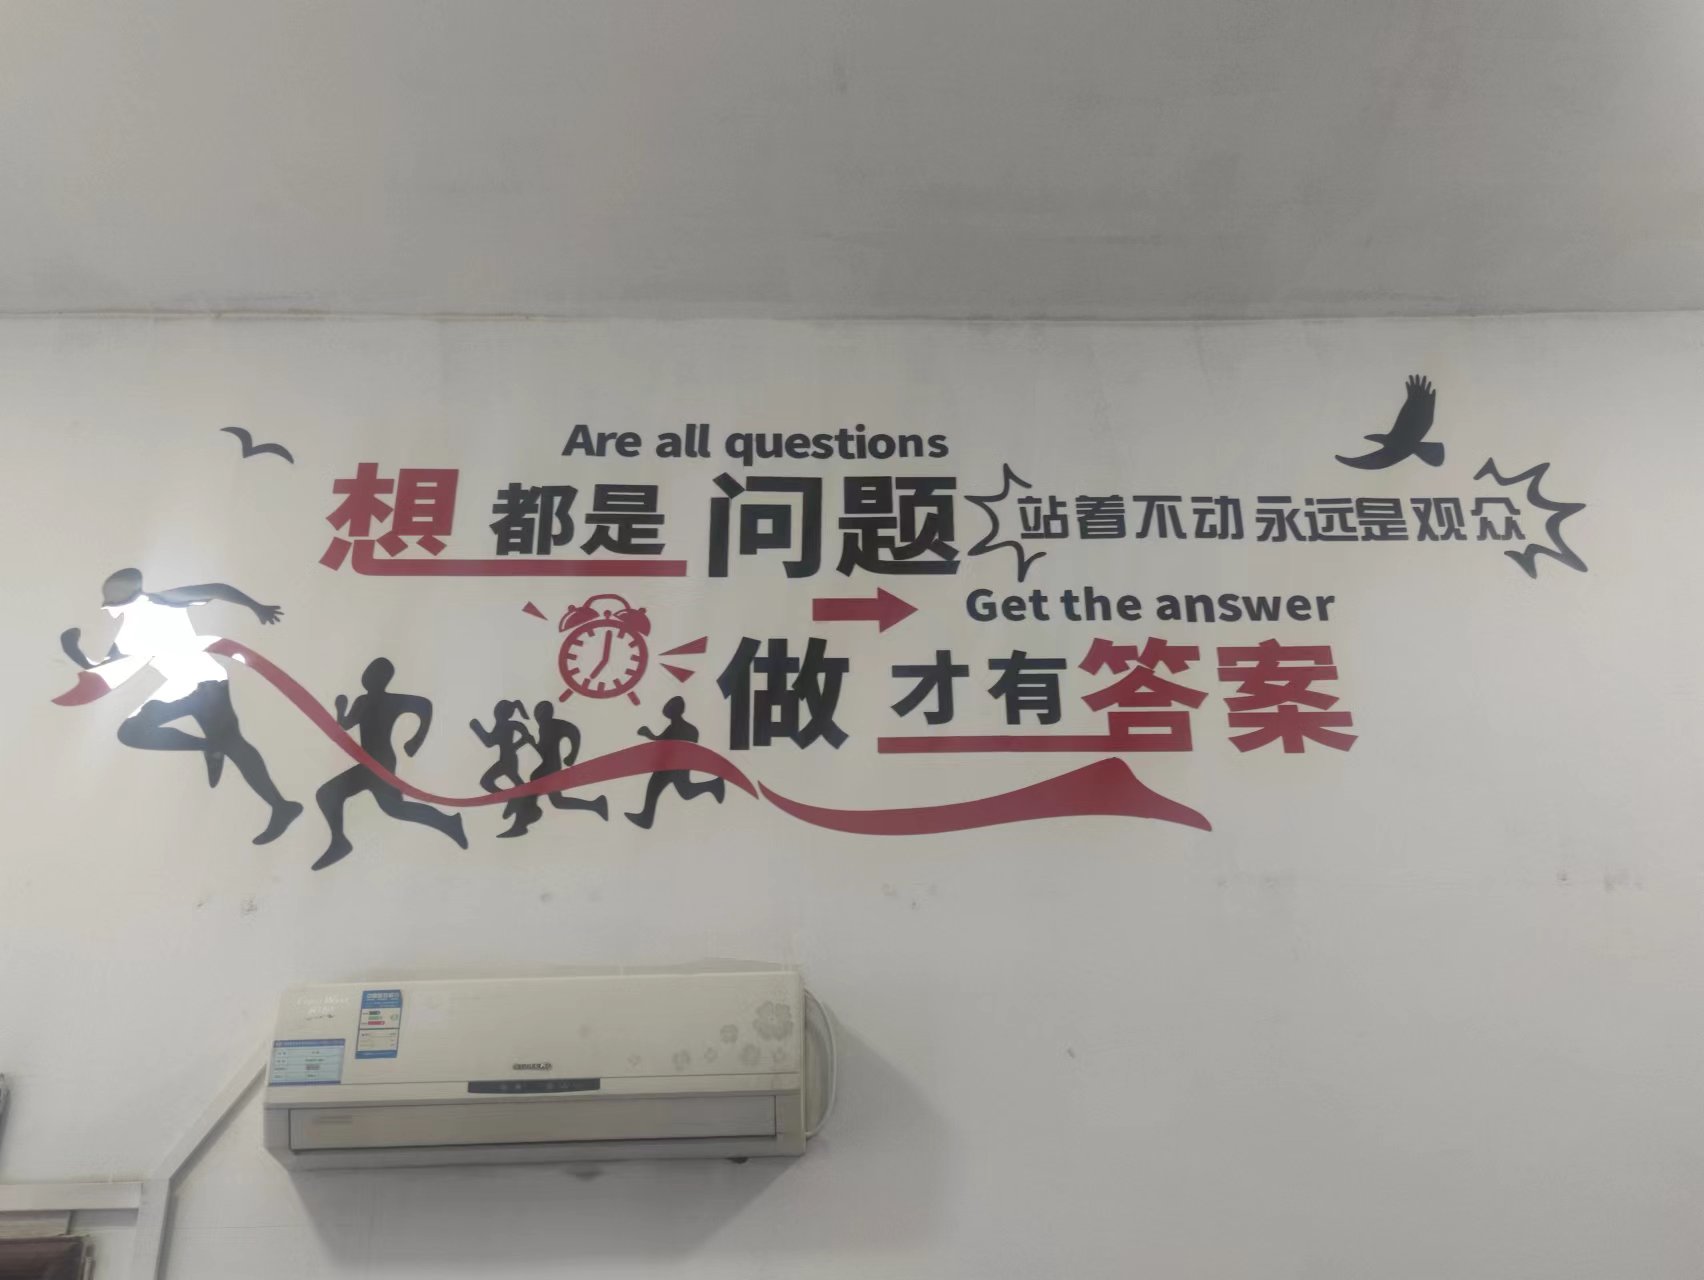 Are all questions
想都是问题
站着不动 永远是观众
Get the answer
做才有答案